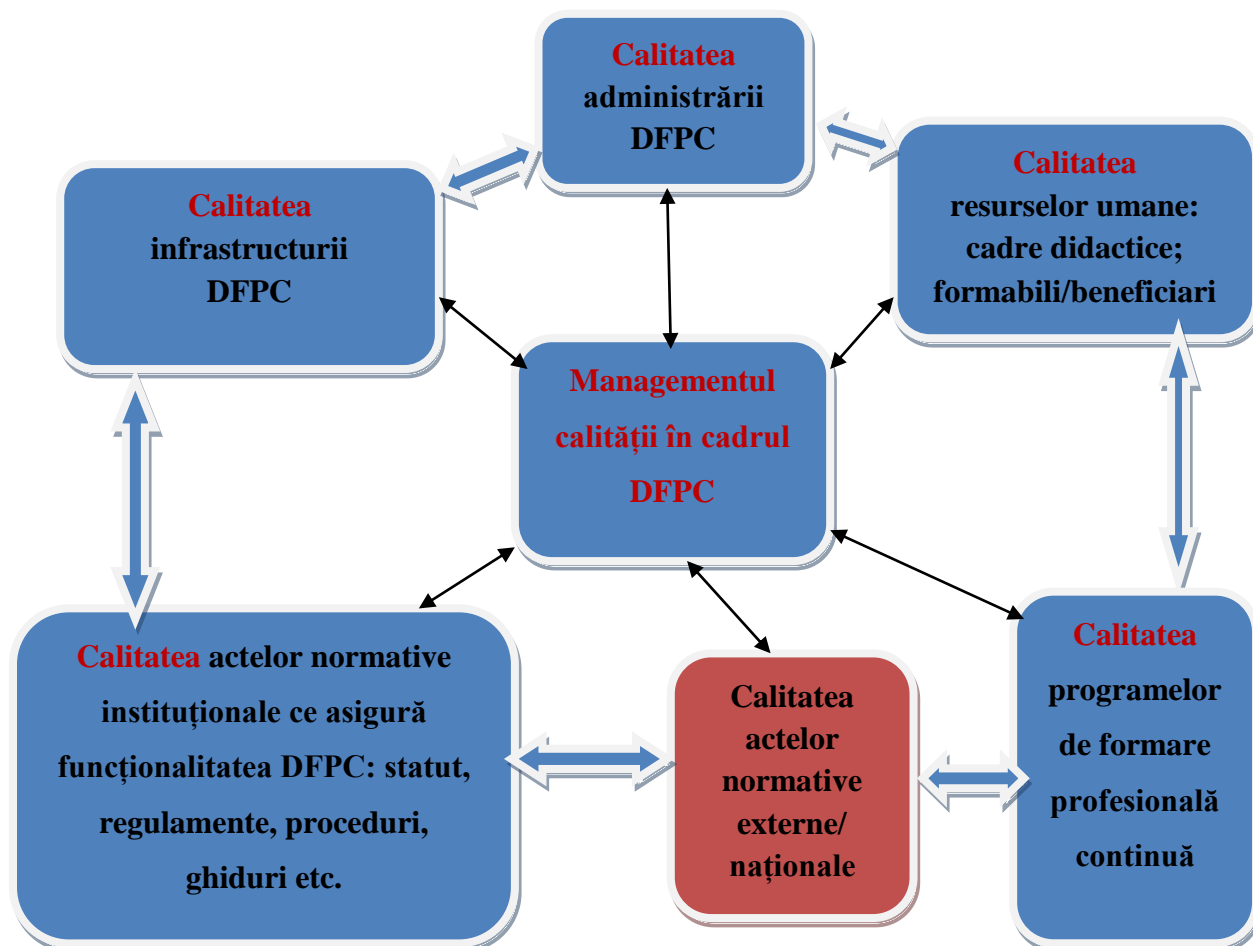 Calitatea
administrării
DFPC
Calitatea
infrastructurii
DFPC
Calitatea
resurselor umane:
cadre didactice;
formabili/beneficiari
Managementul
calității în cadrul
DFPC
Calitatea actelor normative
instituționale ce asigură
funcționalitatea DFPC: statut,
regulamente, proceduri,
ghiduri etc.
Calitatea
actelor
normative
externe/
naționale
Calitatea
programelor
de formare
profesională
continuă